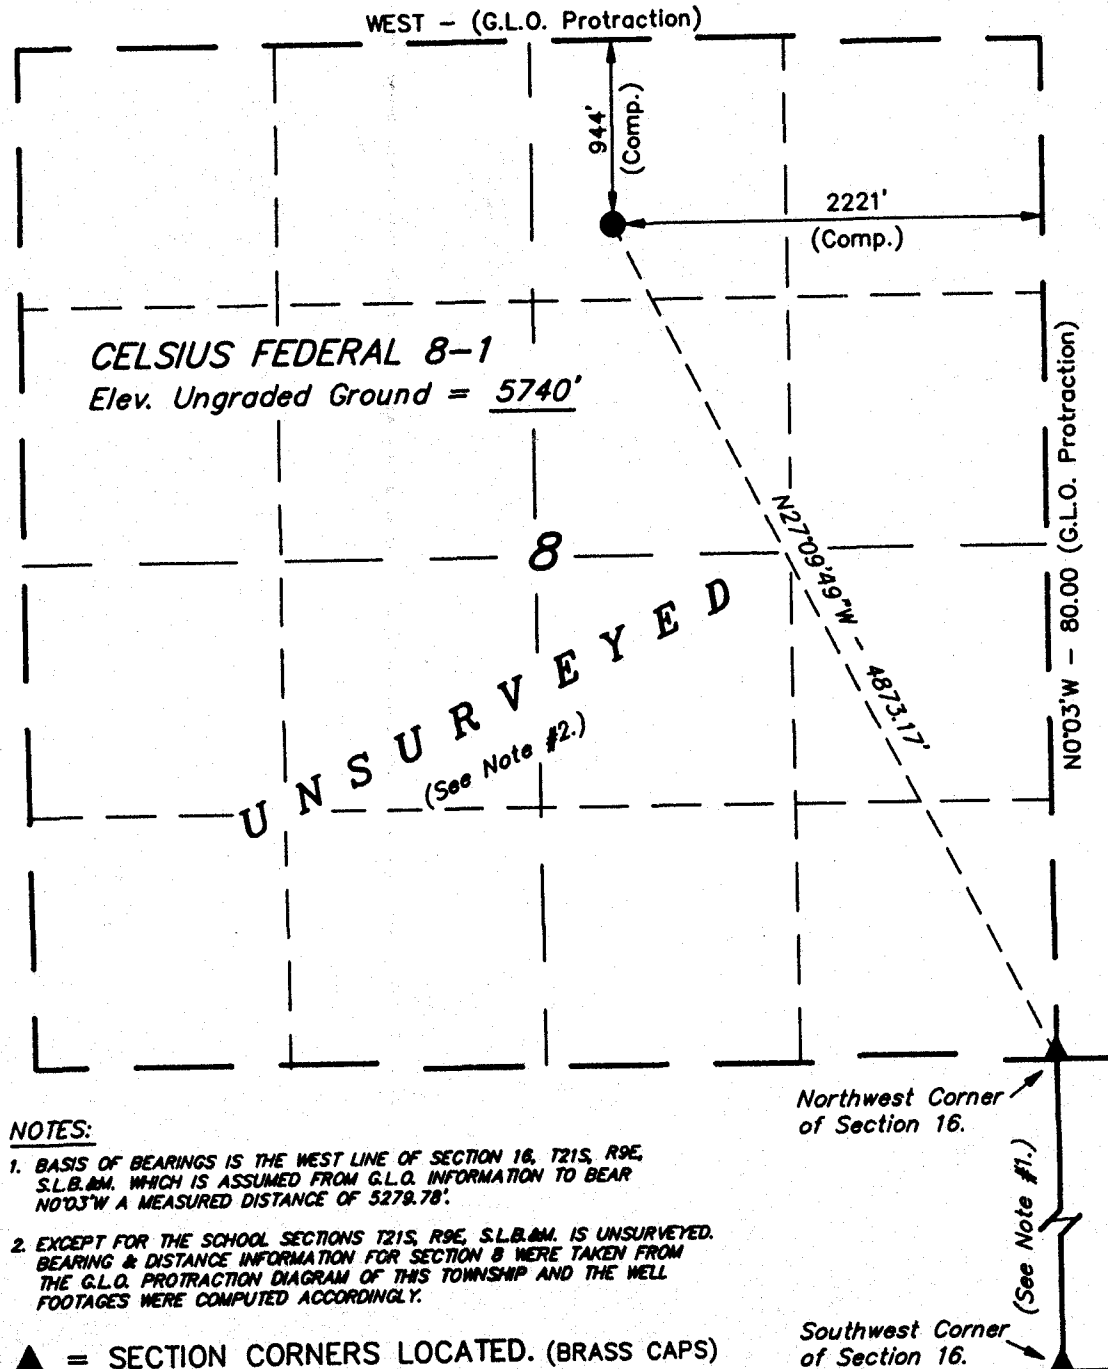 WEST - (G.L.O. Protraction)
944'
(Comp.)
2221'
(Comp.)
CELSIUS FEDERAL 8-1
Elev. Ungraded Ground = 5740'
N0°03'W - 80.00 (G.L.O. Protraction)
8
N27°09'49"W - 4873.17'
UNSURVEYED
(See Note #2.)
Northwest Corner
of Section 16.
NOTES:
1. BASIS OF BEARINGS IS THE WEST LINE OF SECTION 16, T21S, R9E,
S.L.B.&M. WHICH IS ASSUMED FROM G.L.O. INFORMATION TO BEAR
N0°03'W A MEASURED DISTANCE OF 5279.78'.
2. EXCEPT FOR THE SCHOOL SECTIONS T21S, R9E, S.L.B.&M. IS UNSURVEYED.
BEARING & DISTANCE INFORMATION FOR SECTION 8 WERE TAKEN FROM
THE G.L.O. PROTRACTION DIAGRAM OF THIS TOWNSHIP AND THE WELL
FOOTAGES WERE COMPUTED ACCORDINGLY.
(See Note #1.)
▲ = SECTION CORNERS LOCATED. (BRASS CAPS)
Southwest Corner
of Section 16.